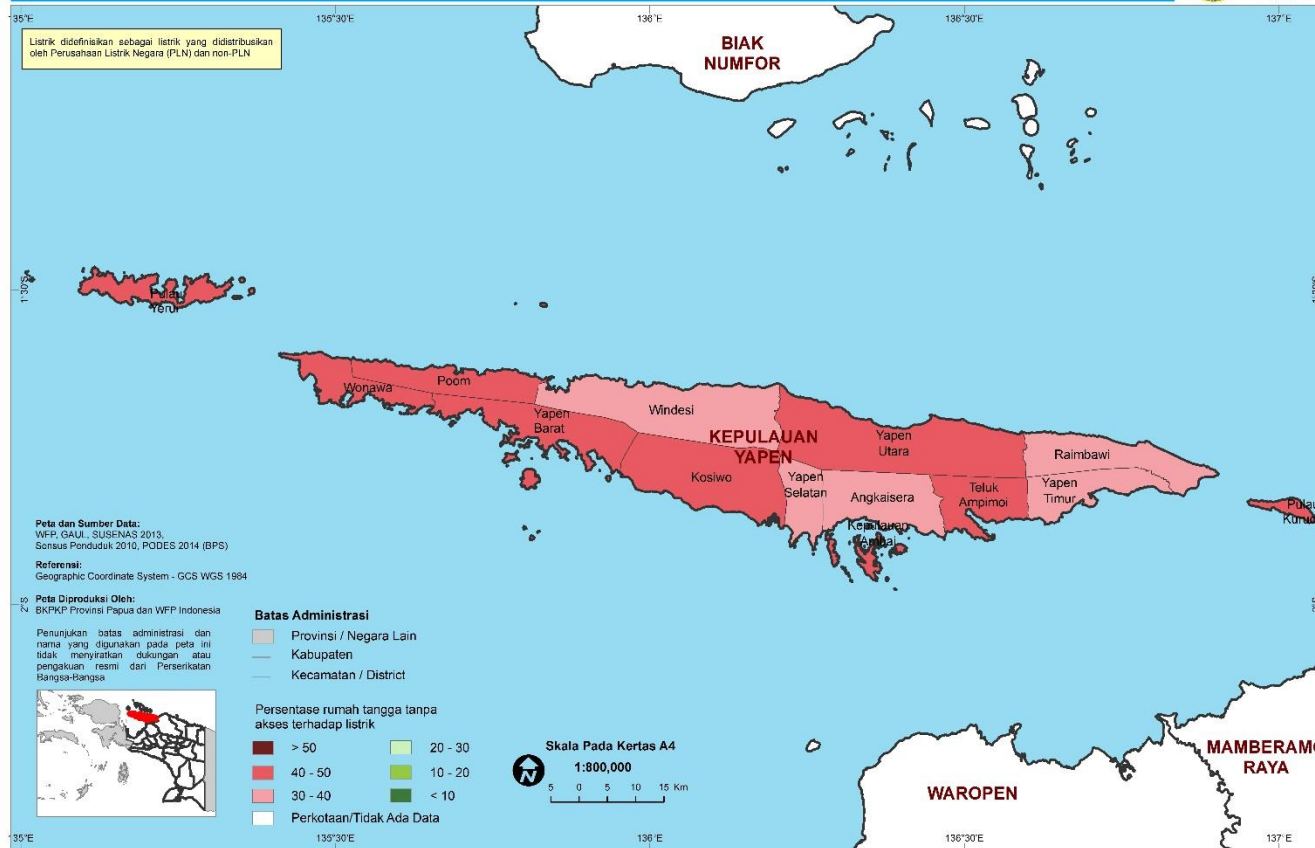 135°E
135°30'E
136°E
136°30'E
137°E
Listrik didefinisikan sebagai listrik yang didistribusikan
oleh Perusahaan Listrik Negara (PLN) dan non-PLN
BIAK
NUMFOR
1°30'S
Pulau
Yerui
Wonawa
Poom
Yapen
Barat
Windesi
KEPULAUAN
YAPEN
Yapen
Utara
Raimbawi
Kosiwo
Yapen
Selatan
Angkaisera
Teluk
Ampimoi
Yapen
Timur
Kepulauan
Ambai
Pulau
Kurudu
Peta dan Sumber Data:
WFP, GAUL, SUSENAS 2013,
Sensus Penduduk 2010, PODES 2014 (BPS)
Referensi:
Geographic Coordinate System - GCS WGS 1984
2°S
Peta Diproduksi Oleh:
BKPKP Provinsi Papua dan WFP Indonesia
Penunjukan batas administrasi dan
nama yang digunakan pada peta ini
tidak menyiratkan dukungan atau
pengakuan resmi dari Perserikatan
Bangsa-Bangsa
Batas Administrasi
Provinsi / Negara Lain
Kabupaten
Kecamatan / District
Persentase rumah tangga tanpa
akses terhadap listrik
> 50
20 - 30
40 - 50
10 - 20
30 - 40
< 10
Perkotaan/Tidak Ada Data
N
Skala Pada Kertas A4
1:800,000
5 0 5 10 15 Km
WAROPEN
MAMBERAMO
RAYA
135°E
135°30'E
136°E
136°30'E
137°E